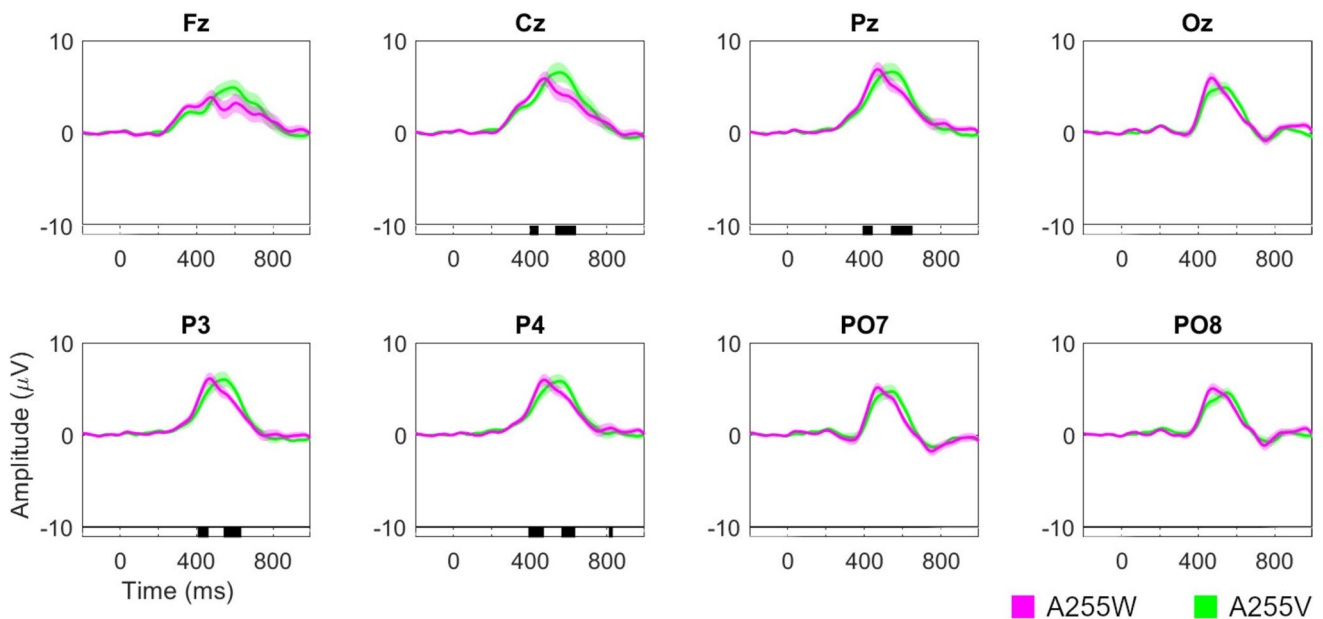 Fz Cz Pz Oz
10 10 10 10
0 0 0 0
-10 -10 -10 -10
0 400 800 0 400 800 0 400 800 0 400 800
P3 P4 PO7 PO8
10 10 10 10
0 0 0 0
-10 -10 -10 -10
0 400 800 0 400 800 0 400 800 0 400 800
Amplitude (μV)
Time (ms)
A255W A255V